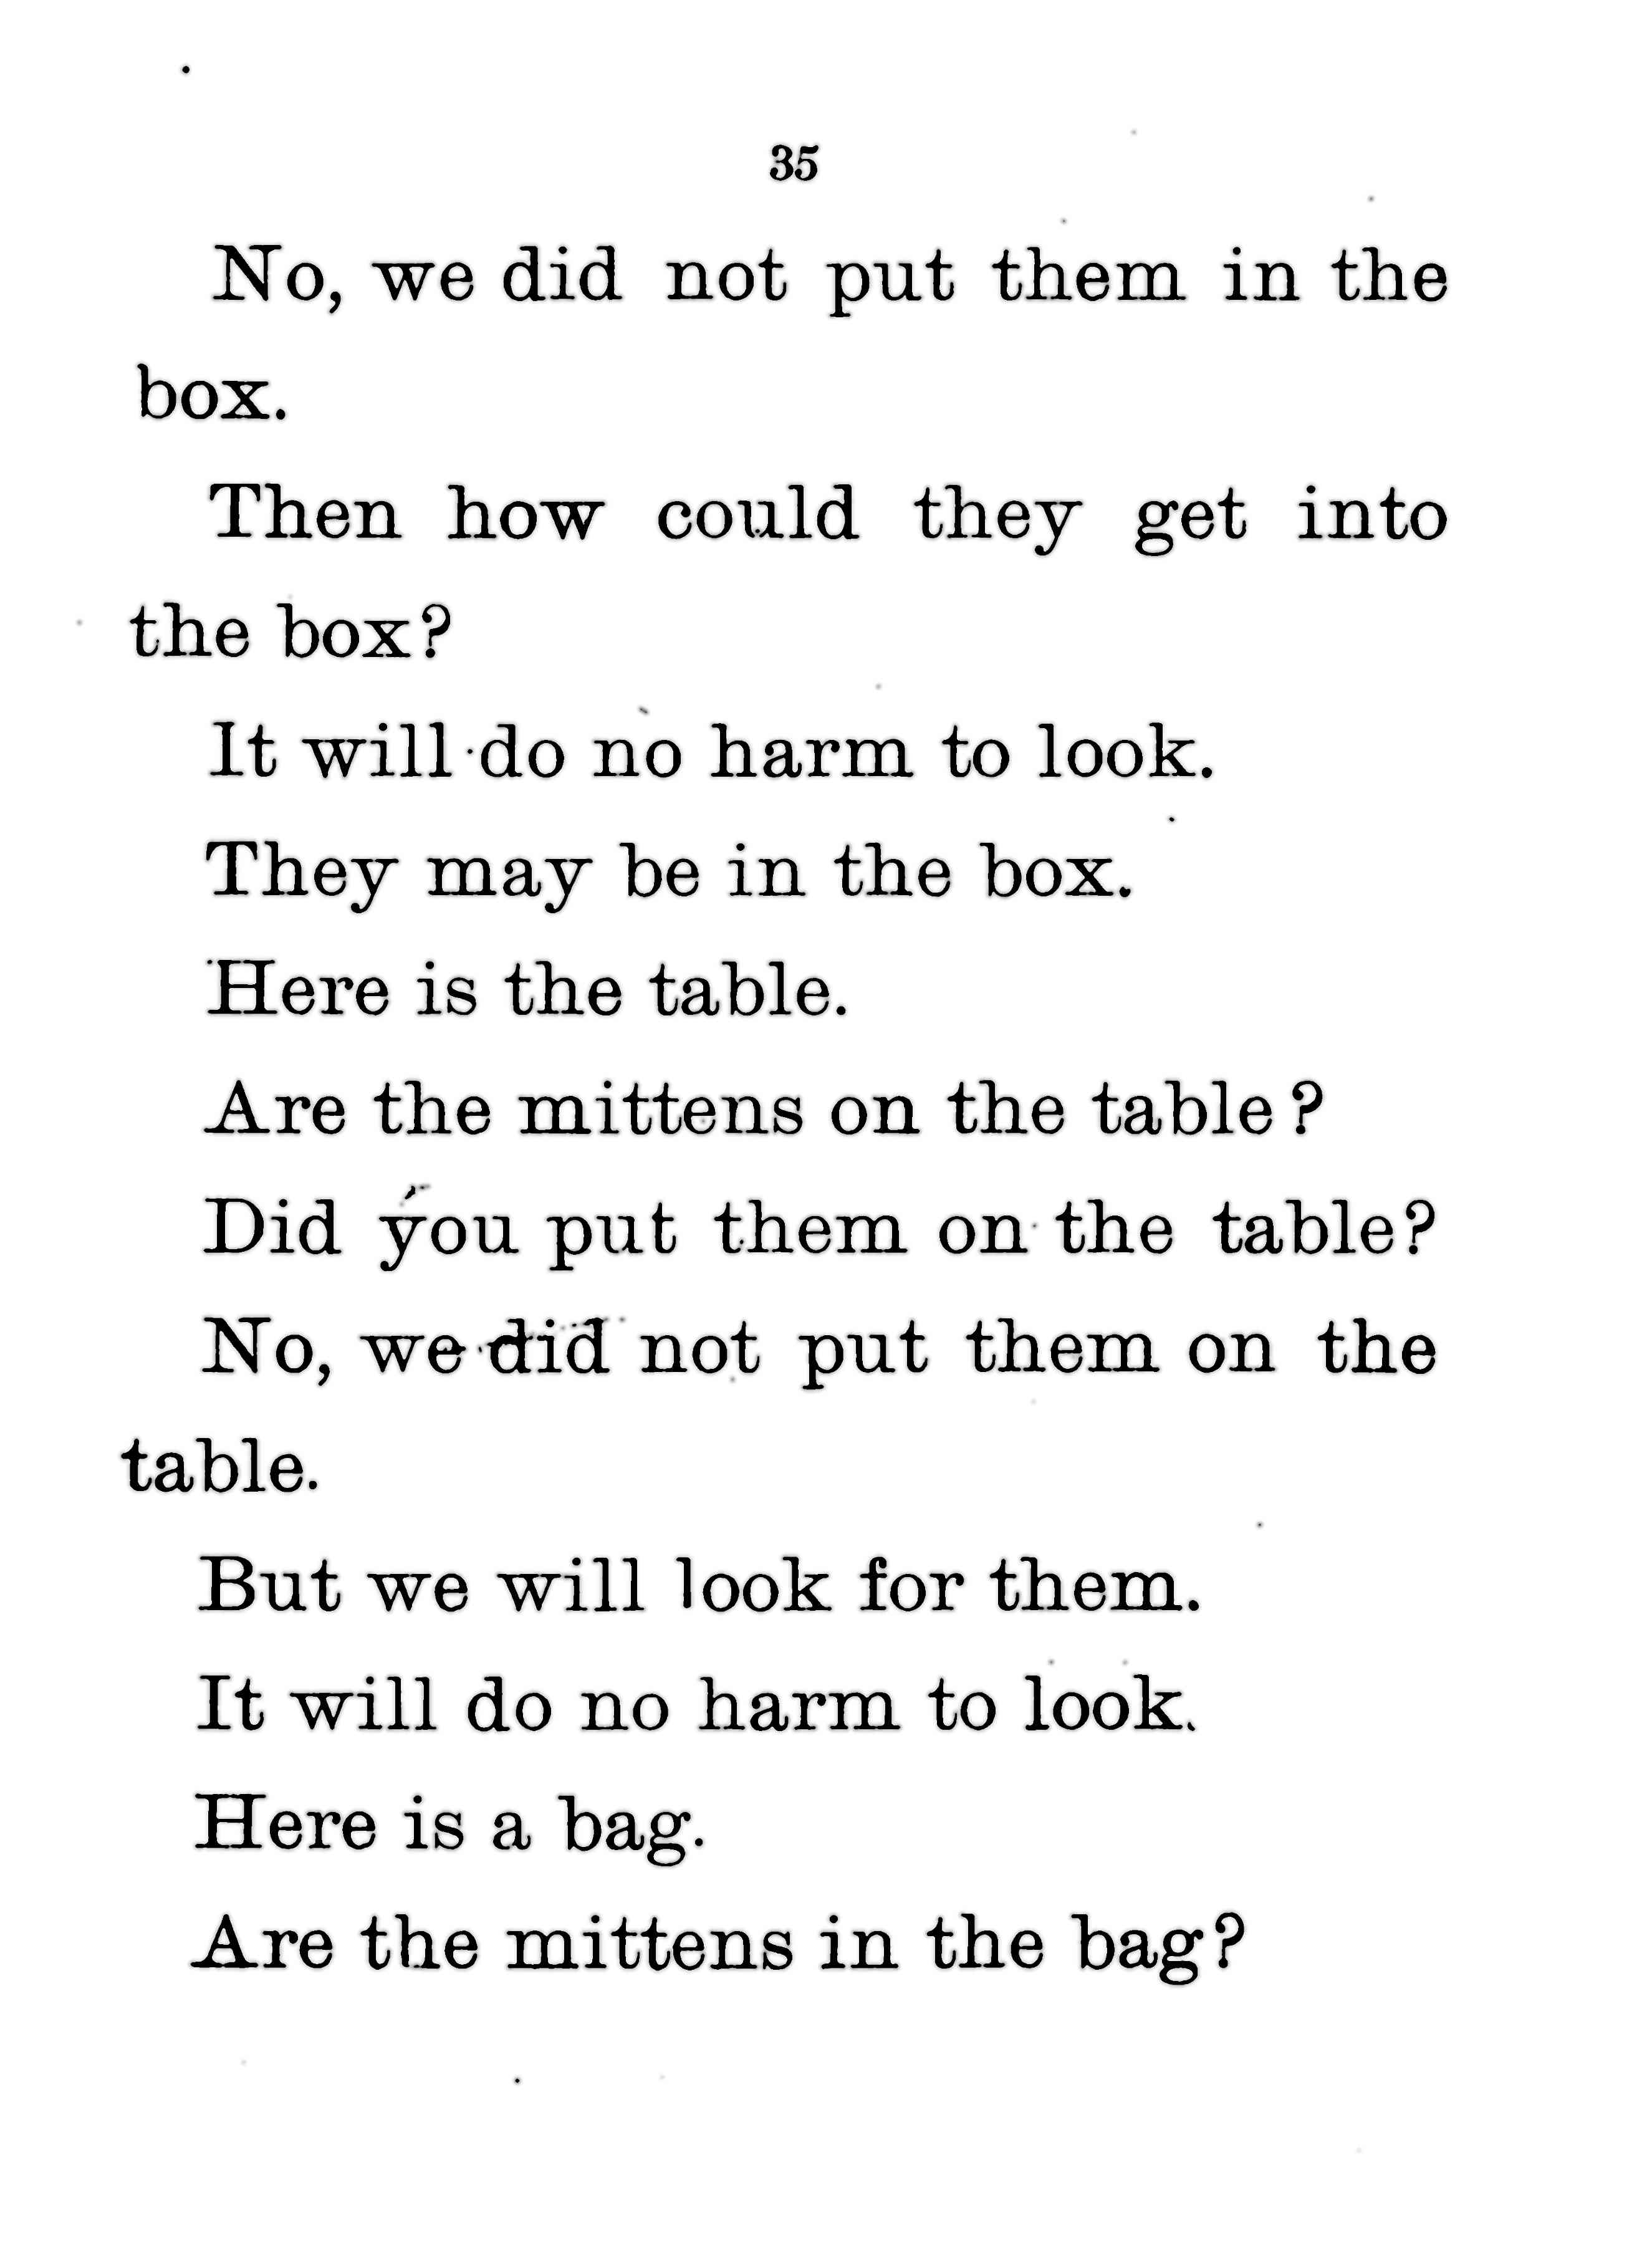 35
No, we did not put them in the
box.
Then how could they get into
the box?
It will do no harm to look.
They may be in the box.
Here is the table.
Are the mittens on the table?
Did you put them on the table?
No, we did not put them on the
table.
But we will look for them.
It will do no harm to look.
Here is a bag.
Are the mittens in the bag?